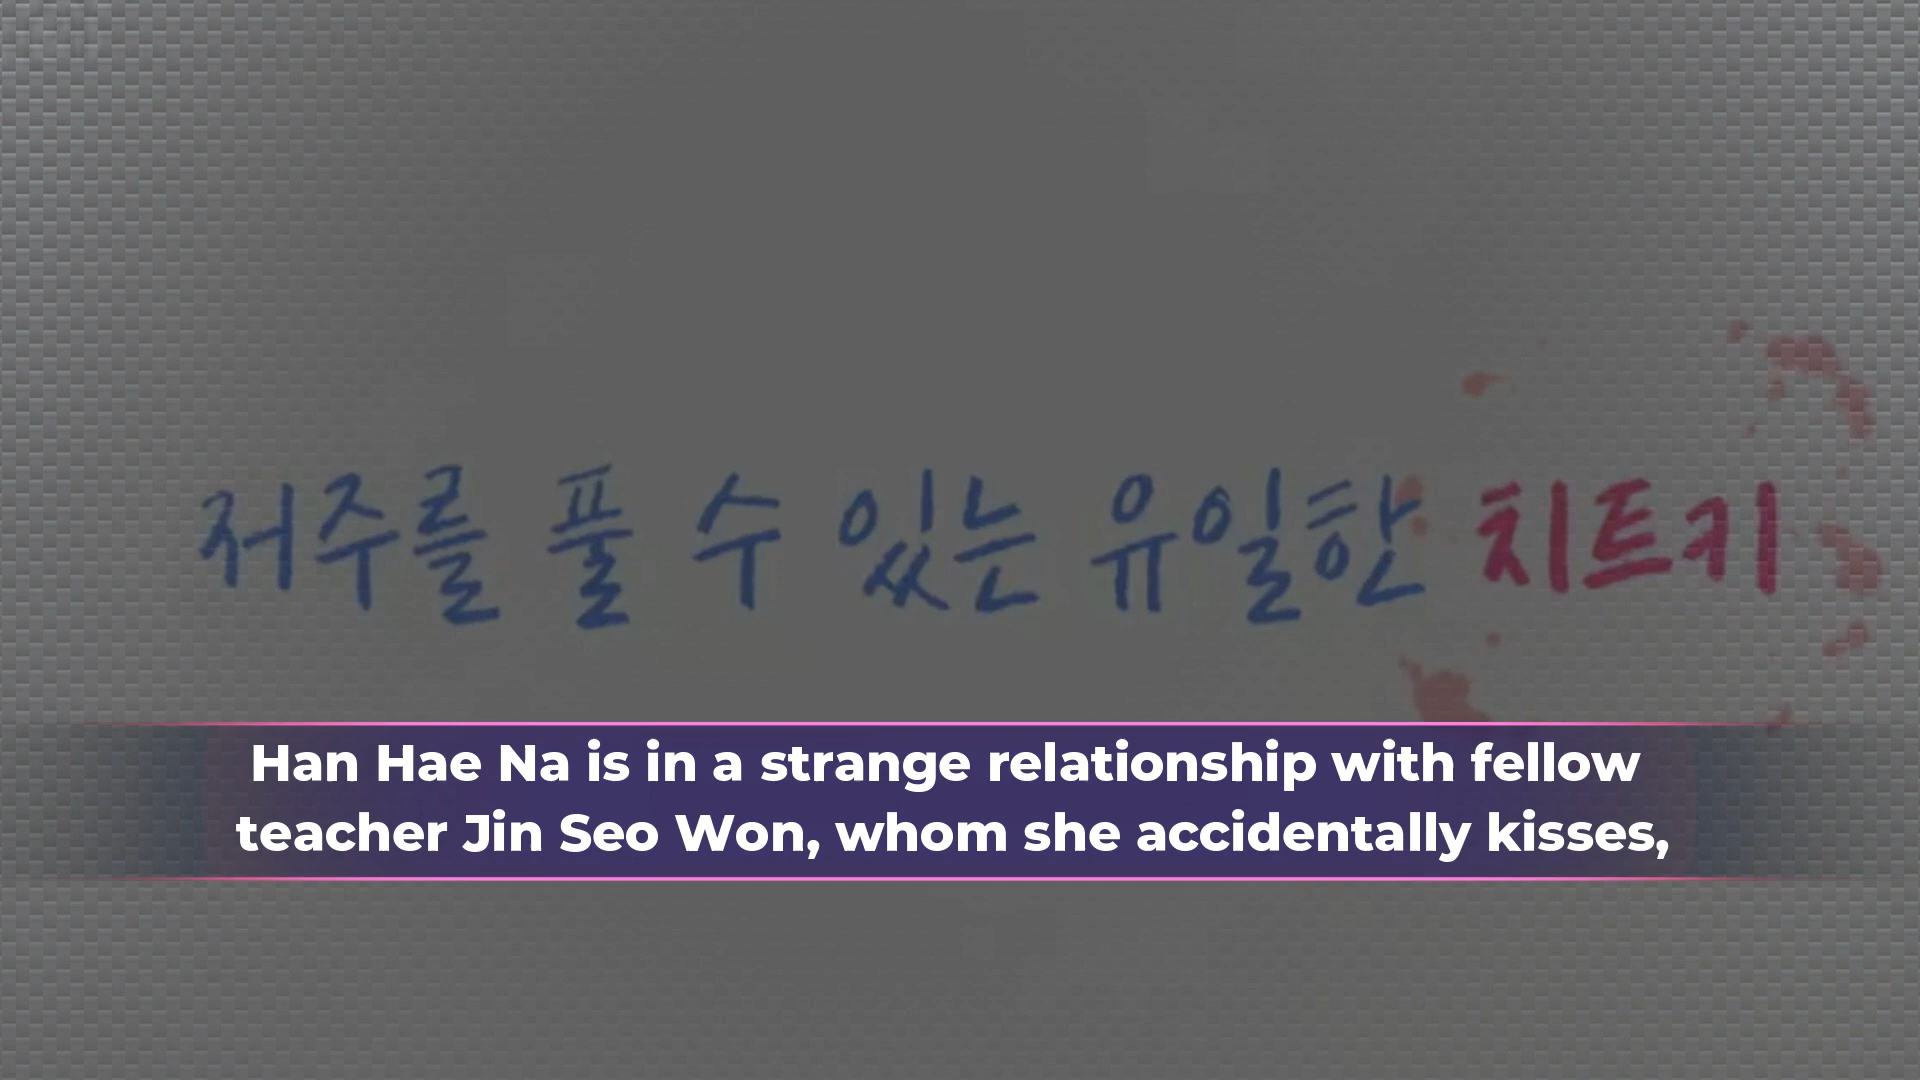 저주를 풀 수 있는 유일한 치트키
Han Hae Na is in a strange relationship with fellow
teacher Jin Seo Won, whom she accidentally kisses,